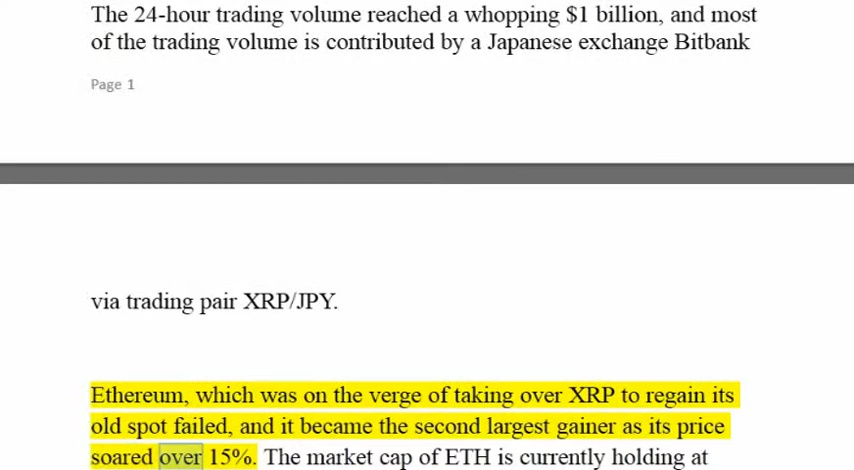 The 24-hour trading volume reached a whopping $1 billion, and most
of the trading volume is contributed by a Japanese exchange Bitbank
Page 1
via trading pair XRP/JPY.
Ethereum, which was on the verge of taking over XRP to regain its
old spot failed, and it became the second largest gainer as its price
soared over 15%. The market cap of ETH is currently holding at